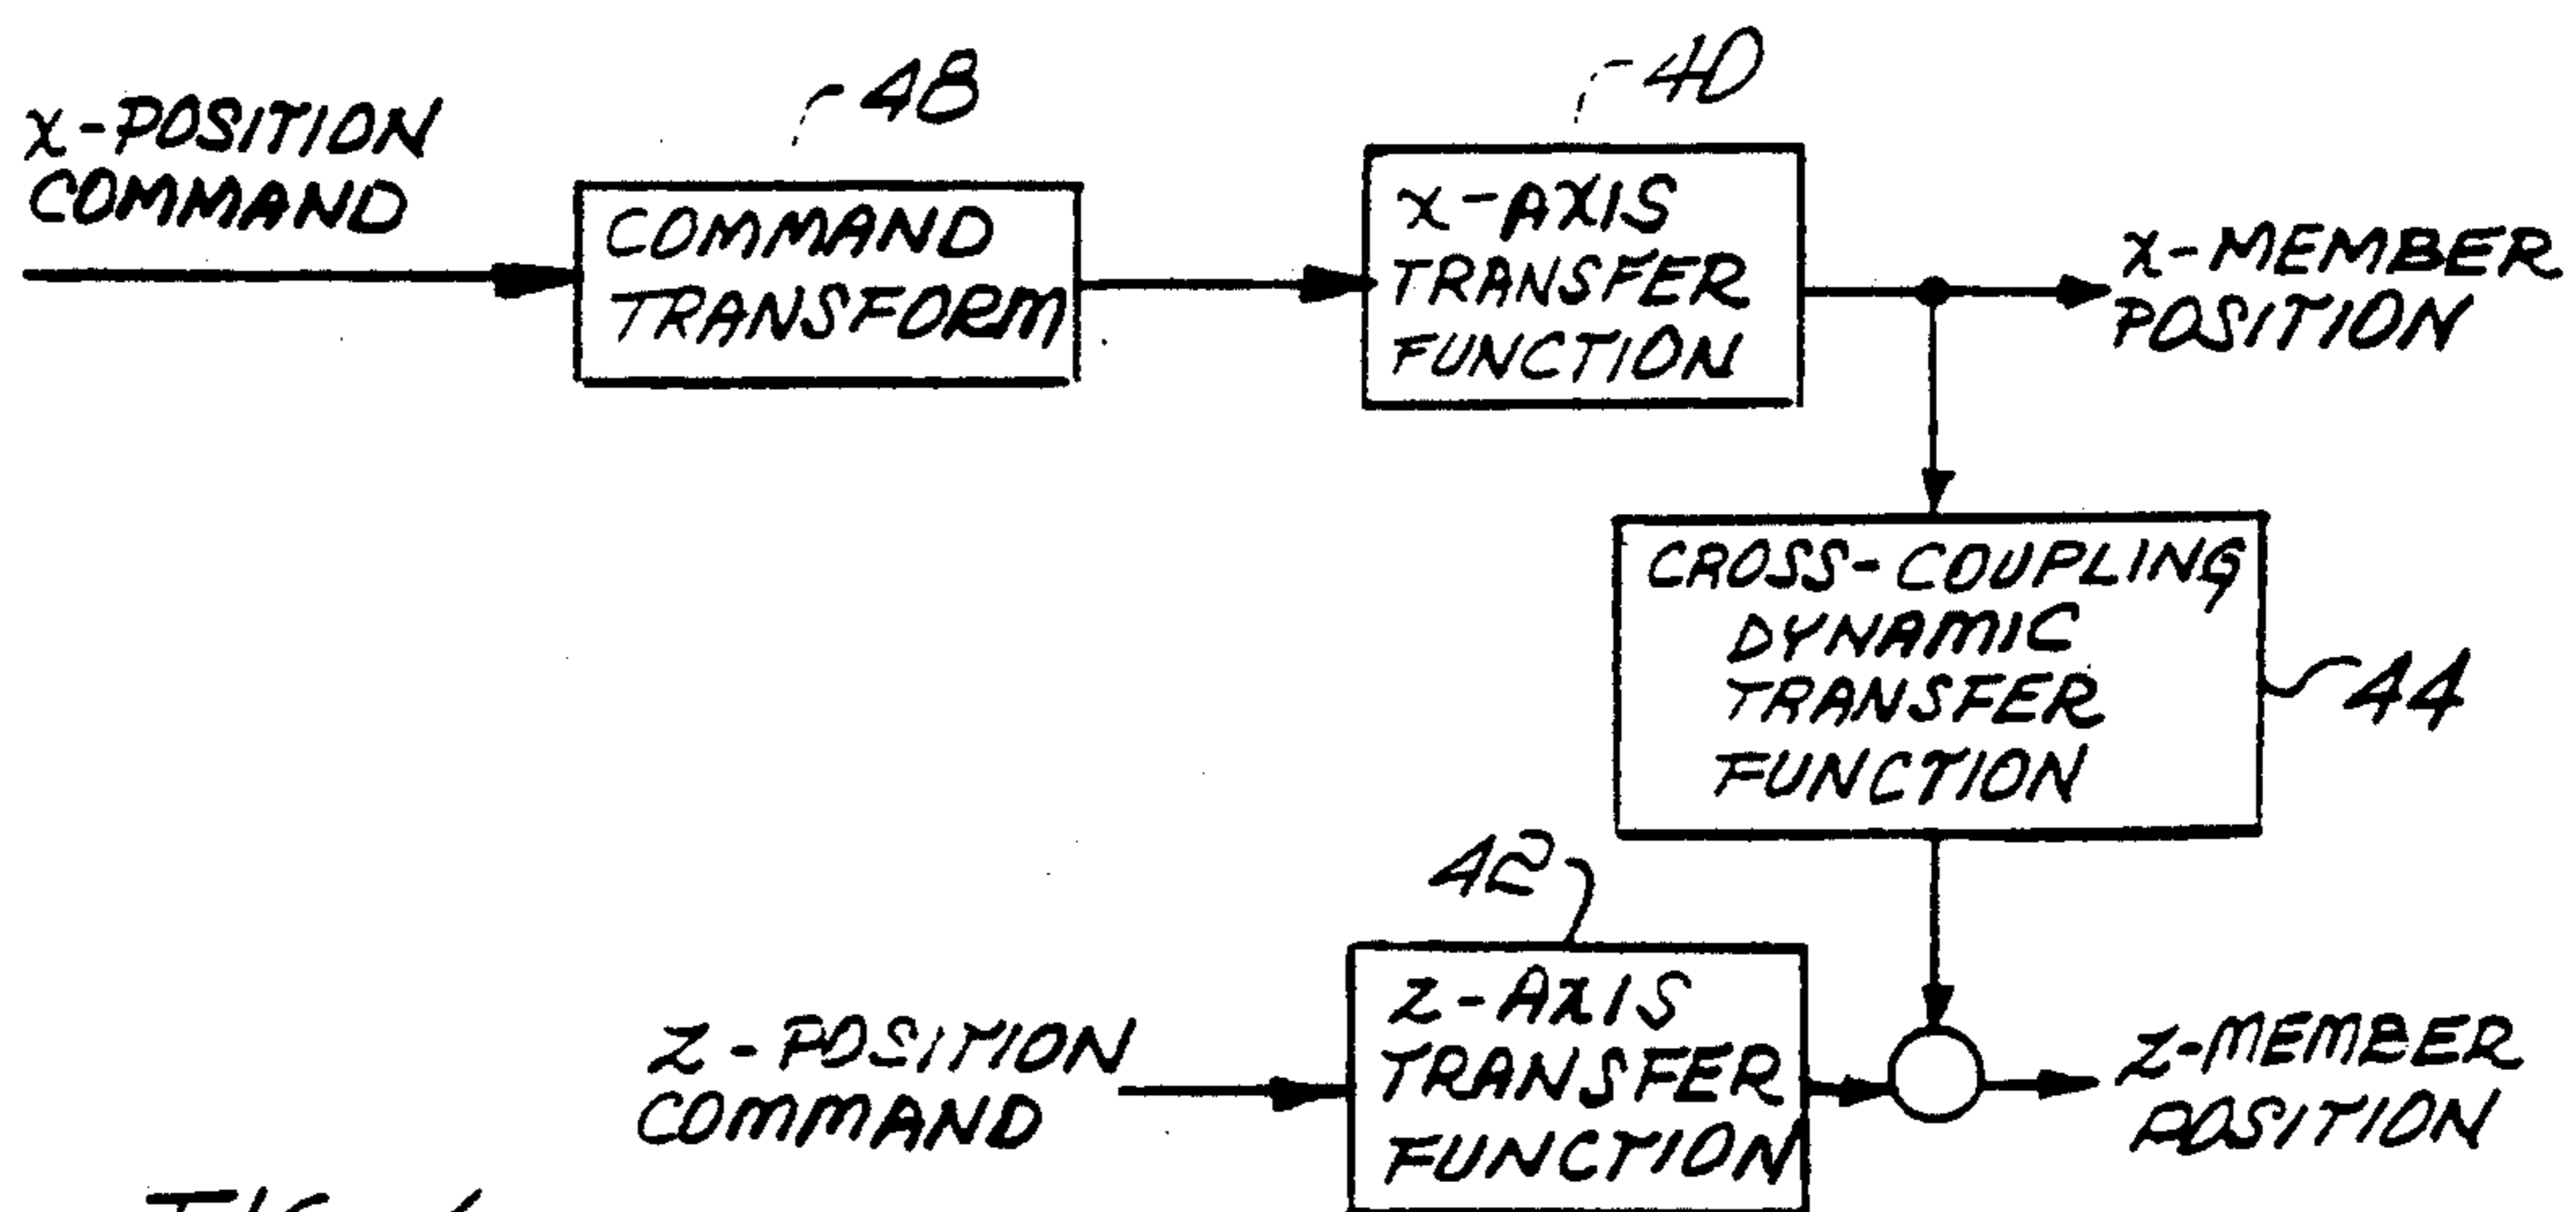 48
40
x-POSITION
COMMAND
COMMAND
TRANSFORM
x-AXIS
TRANSFER
FUNCTION
x-MEMBER
POSITION
CROSS-COUPLING
DYNAMIC
TRANSFER
FUNCTION
44
42
z-POSITION
COMMAND
z-AXIS
TRANSFER
FUNCTION
z-MEMBER
POSITION